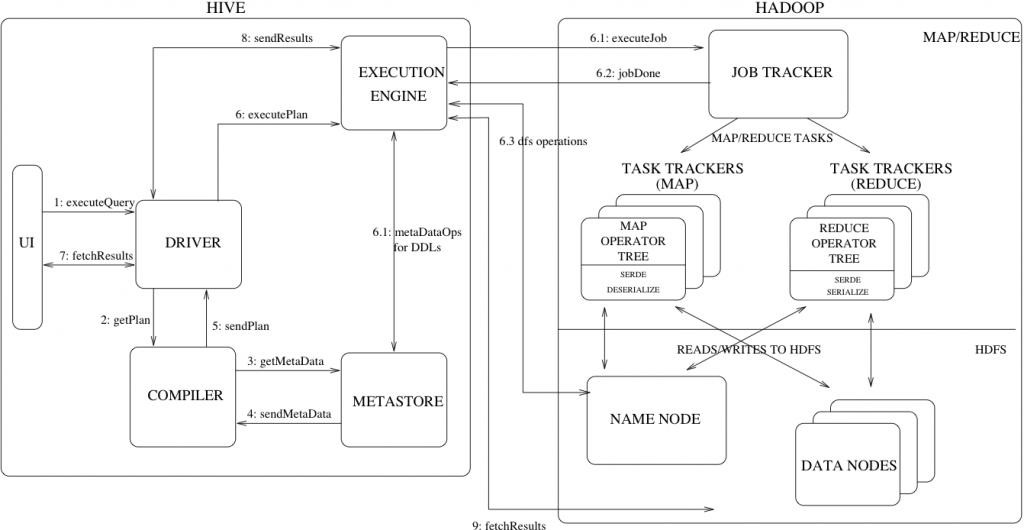 HIVE
HADOOP
8: sendResults
6.1: executeJob
MAP/REDUCE
EXECUTION
ENGINE
6.2: jobDone
JOB TRACKER
6: executePlan
6.3 dfs operations
MAP/REDUCE TASKS
TASK TRACKERS
(MAP)
TASK TRACKERS
(REDUCE)
1: executeQuery
UI
DRIVER
6.1: metaDataOps
for DDLs
MAP
OPERATOR
TREE
SERDE
DESERIALIZE
REDUCE
OPERATOR
TREE
SERDE
SERIALIZE
7: fetchResults
2: getPlan
5: sendPlan
READS/WRITES TO HDFS
HDFS
3: getMetaData
COMPILER
METASTORE
4: sendMetaData
NAME NODE
DATA NODES
9: fetchResults